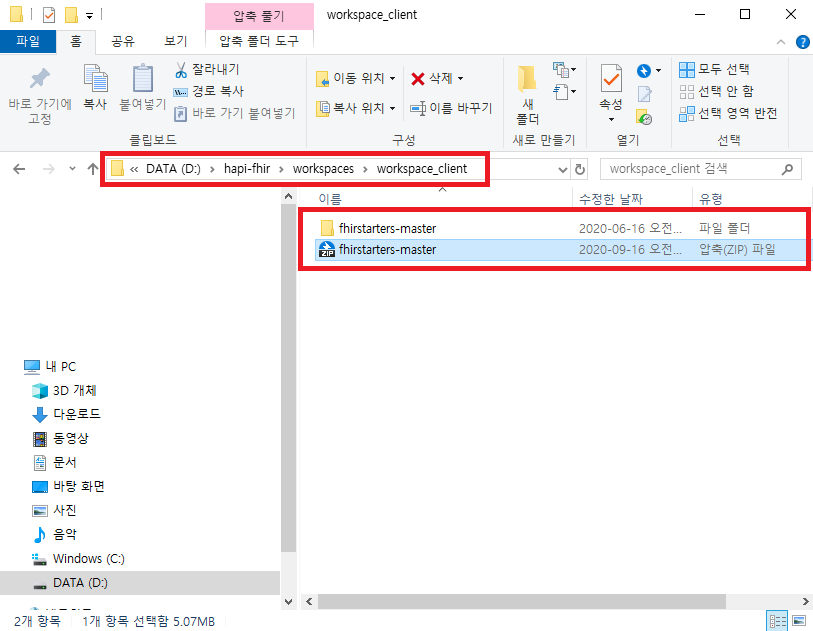 압축 풀기
workspace_client
파일
홈
공유
보기
압축 폴더 도구
바로 가기에
고정
복사
붙여넣기
잘라내기
경로 복사
바로 가기 붙여넣기
클립보드
이동 위치
복사 위치
삭제
이름 바꾸기
구성
새
폴더
새로 만들기
속성
열기
모두 선택
선택 안 함
선택 영역 반전
선택
« DATA (D:) › hapi-fhir › workspaces › workspace_client
workspace_client 검색
이름 수정한 날짜 유형
fhirstarters-master 2020-06-16 오전... 파일 폴더
ZIP fhirstarters-master 2020-09-16 오전... 압축(ZIP) 파일
내 PC
3D 개체
다운로드
동영상
문서
바탕 화면
사진
음악
Windows (C:)
DATA (D:)
2개 항목 1개 항목 선택함 5.07MB